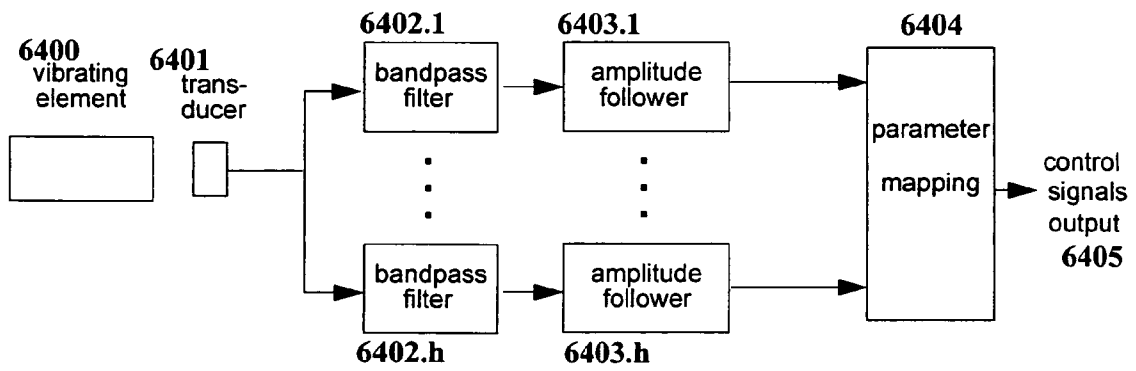 6400
vibrating
element
6401
trans-
ducer
6402.1
bandpass
filter
6403.1
amplitude
follower
6402.h
bandpass
filter
6403.h
amplitude
follower
6404
parameter
mapping
control
signals
output
6405